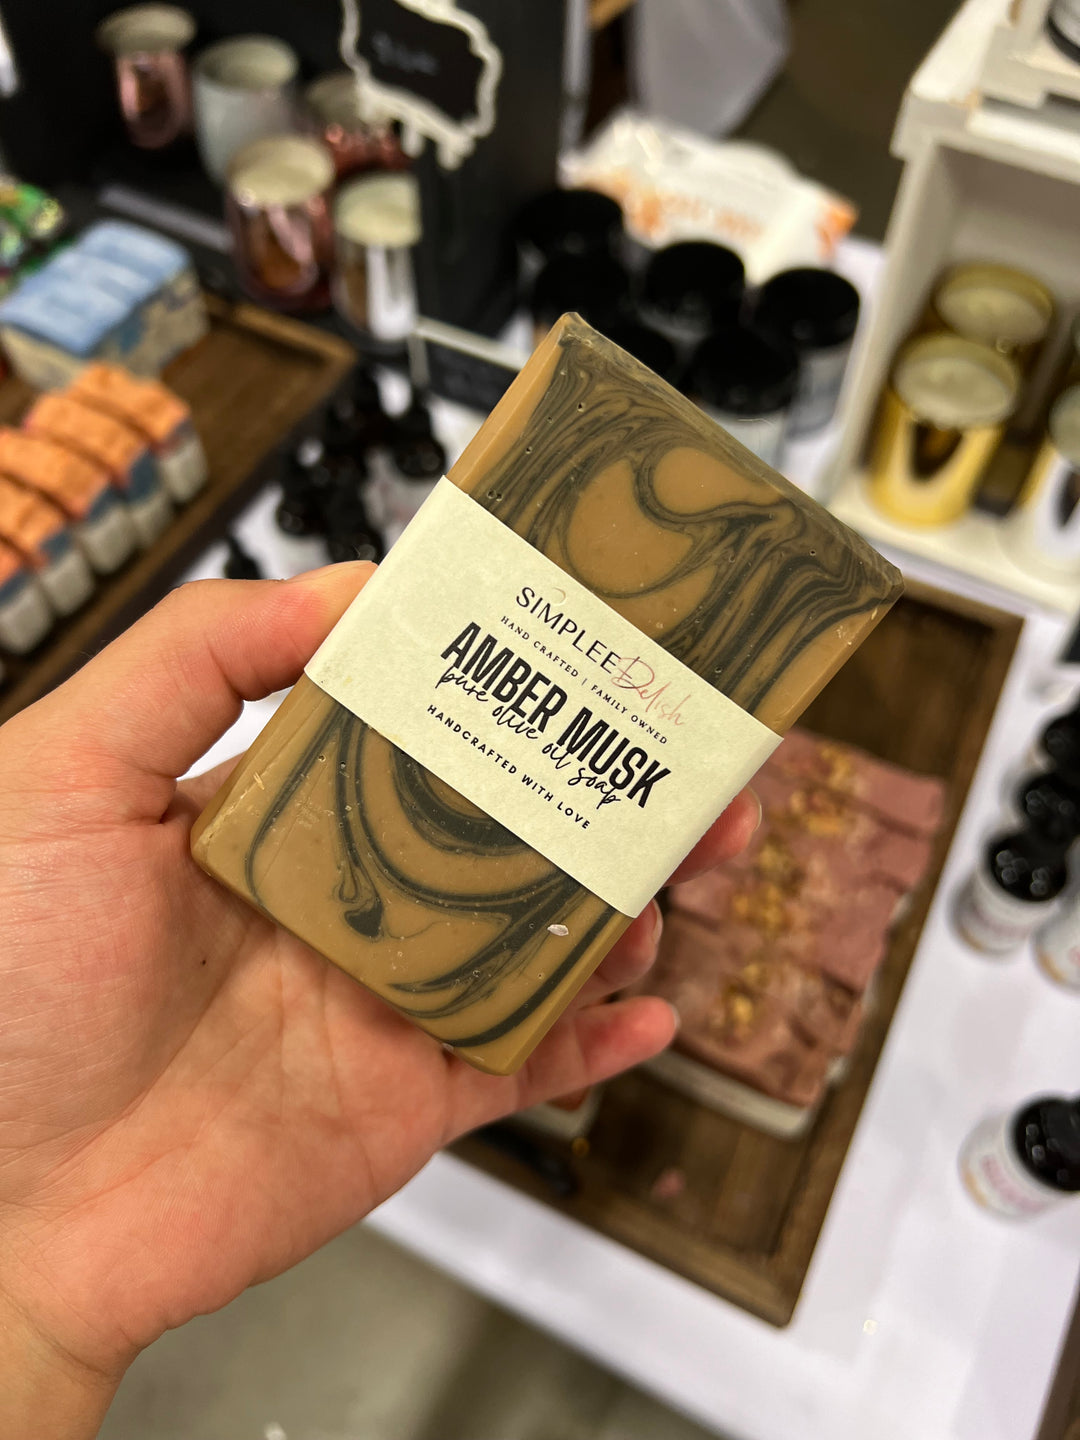 SIMPLEE Delish
HAND CRAFTED | FAMILY OWNED
AMBER MUSK
pure olive oil soap
HANDCRAFTED WITH LOVE